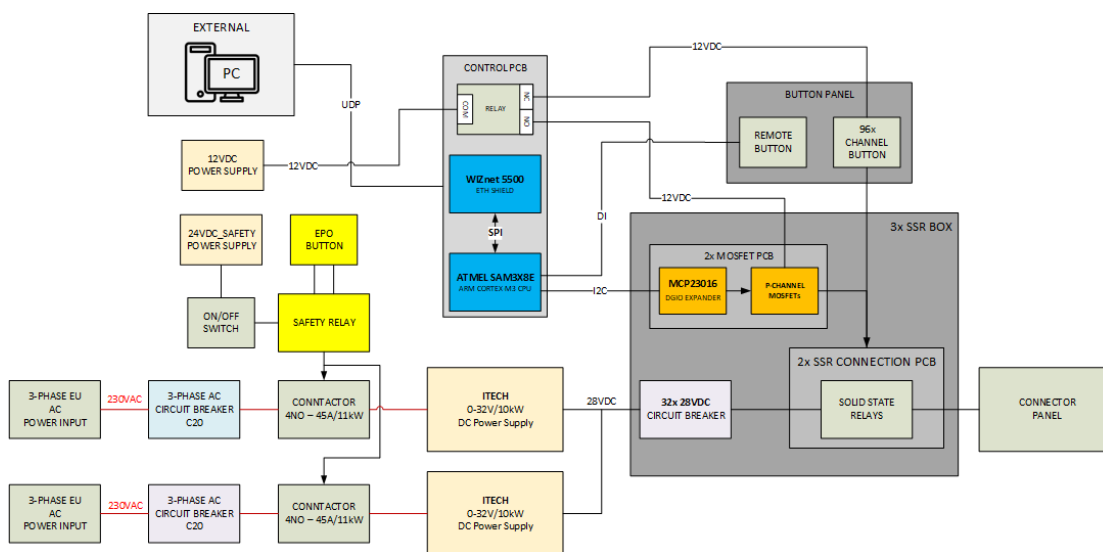 EXTERNAL
PC
UDP
12VDC
POWER SUPPLY
12VDC
CONTROL PCB
COM
RELAY
NC
NO
12VDC
WIZnet 5500
ETH SHIELD
SPI
ATMEL SAM3X8E
ARM CORTEX M3 CPU
BUTTON PANEL
REMOTE
BUTTON
96x
CHANNEL
BUTTON
DI
12VDC
I2C
3x SSR BOX
2x MOSFET PCB
MCP23016
DGIO EXPANDER
P-CHANNEL
MOSFETs
2x SSR CONNECTION PCB
SOLID STATE
RELAYS
24VDC_SAFETY
POWER SUPPLY
EPO
BUTTON
ON/OFF
SWITCH
SAFETY RELAY
3-PHASE EU
AC
POWER INPUT
230VAC
3-PHASE AC
CIRCUIT BREAKER
C20
CONNTACTOR
4NO – 45A/11kW
ITECH
0-32V/10kW
DC Power Supply
28VDC
32x 28VDC
CIRCUIT BREAKER
CONNECTOR
PANEL
3-PHASE EU
AC
POWER INPUT
230VAC
3-PHASE AC
CIRCUIT BREAKER
C20
CONNTACTOR
4NO – 45A/11kW
ITECH
0-32V/10kW
DC Power Supply